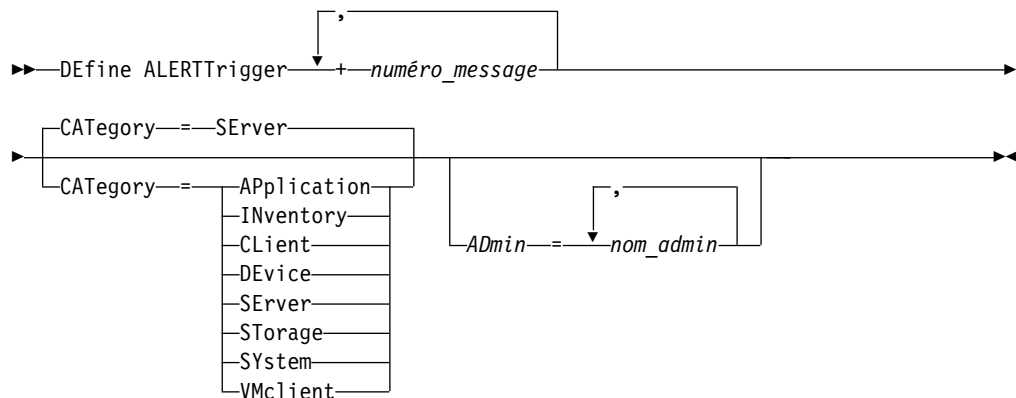 ,
DEfine ALERTTrigger + numéro_message
CATegory = SErver
CATegory = APplication
INventory
CLient
DEvice
SErver
STorage
SYstem
VMclient
,
ADmin = nom_admin